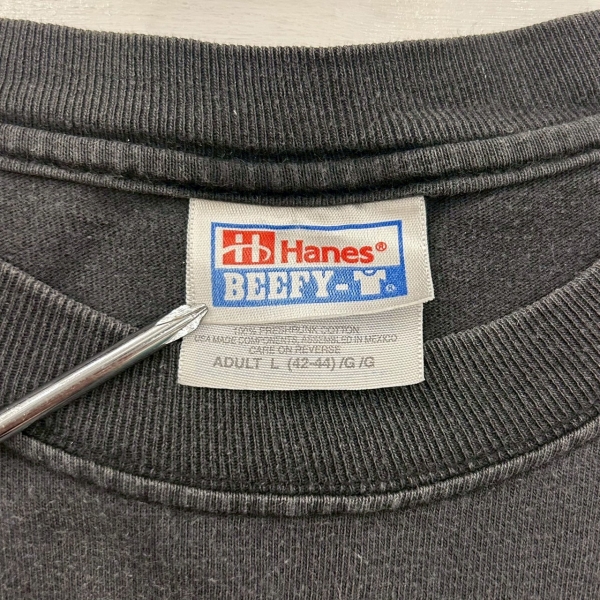 Hanes®
BEEFY-T®
100% PRESHRUNK COTTON
USA MADE COMPONENTS, ASSEMBLED IN MEXICO
CARE ON REVERSE
ADULT L (42-44)/G/G